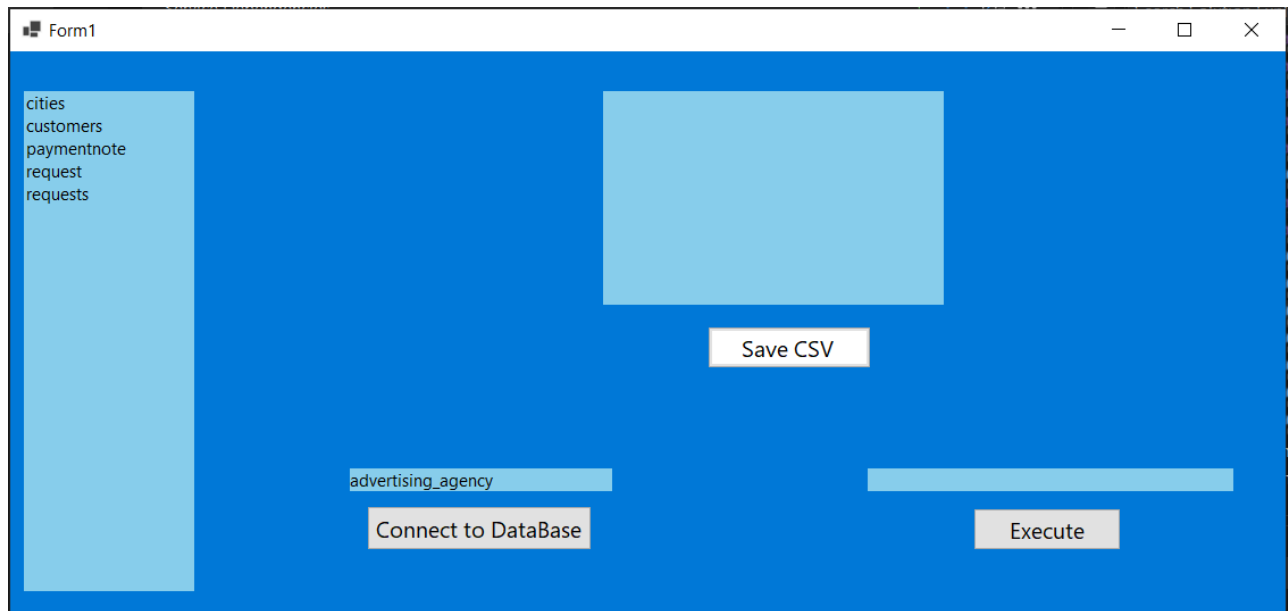 Form1
cities
customers
paymentnote
request
requests
Save CSV
advertising_agency
Connect to DataBase
Execute